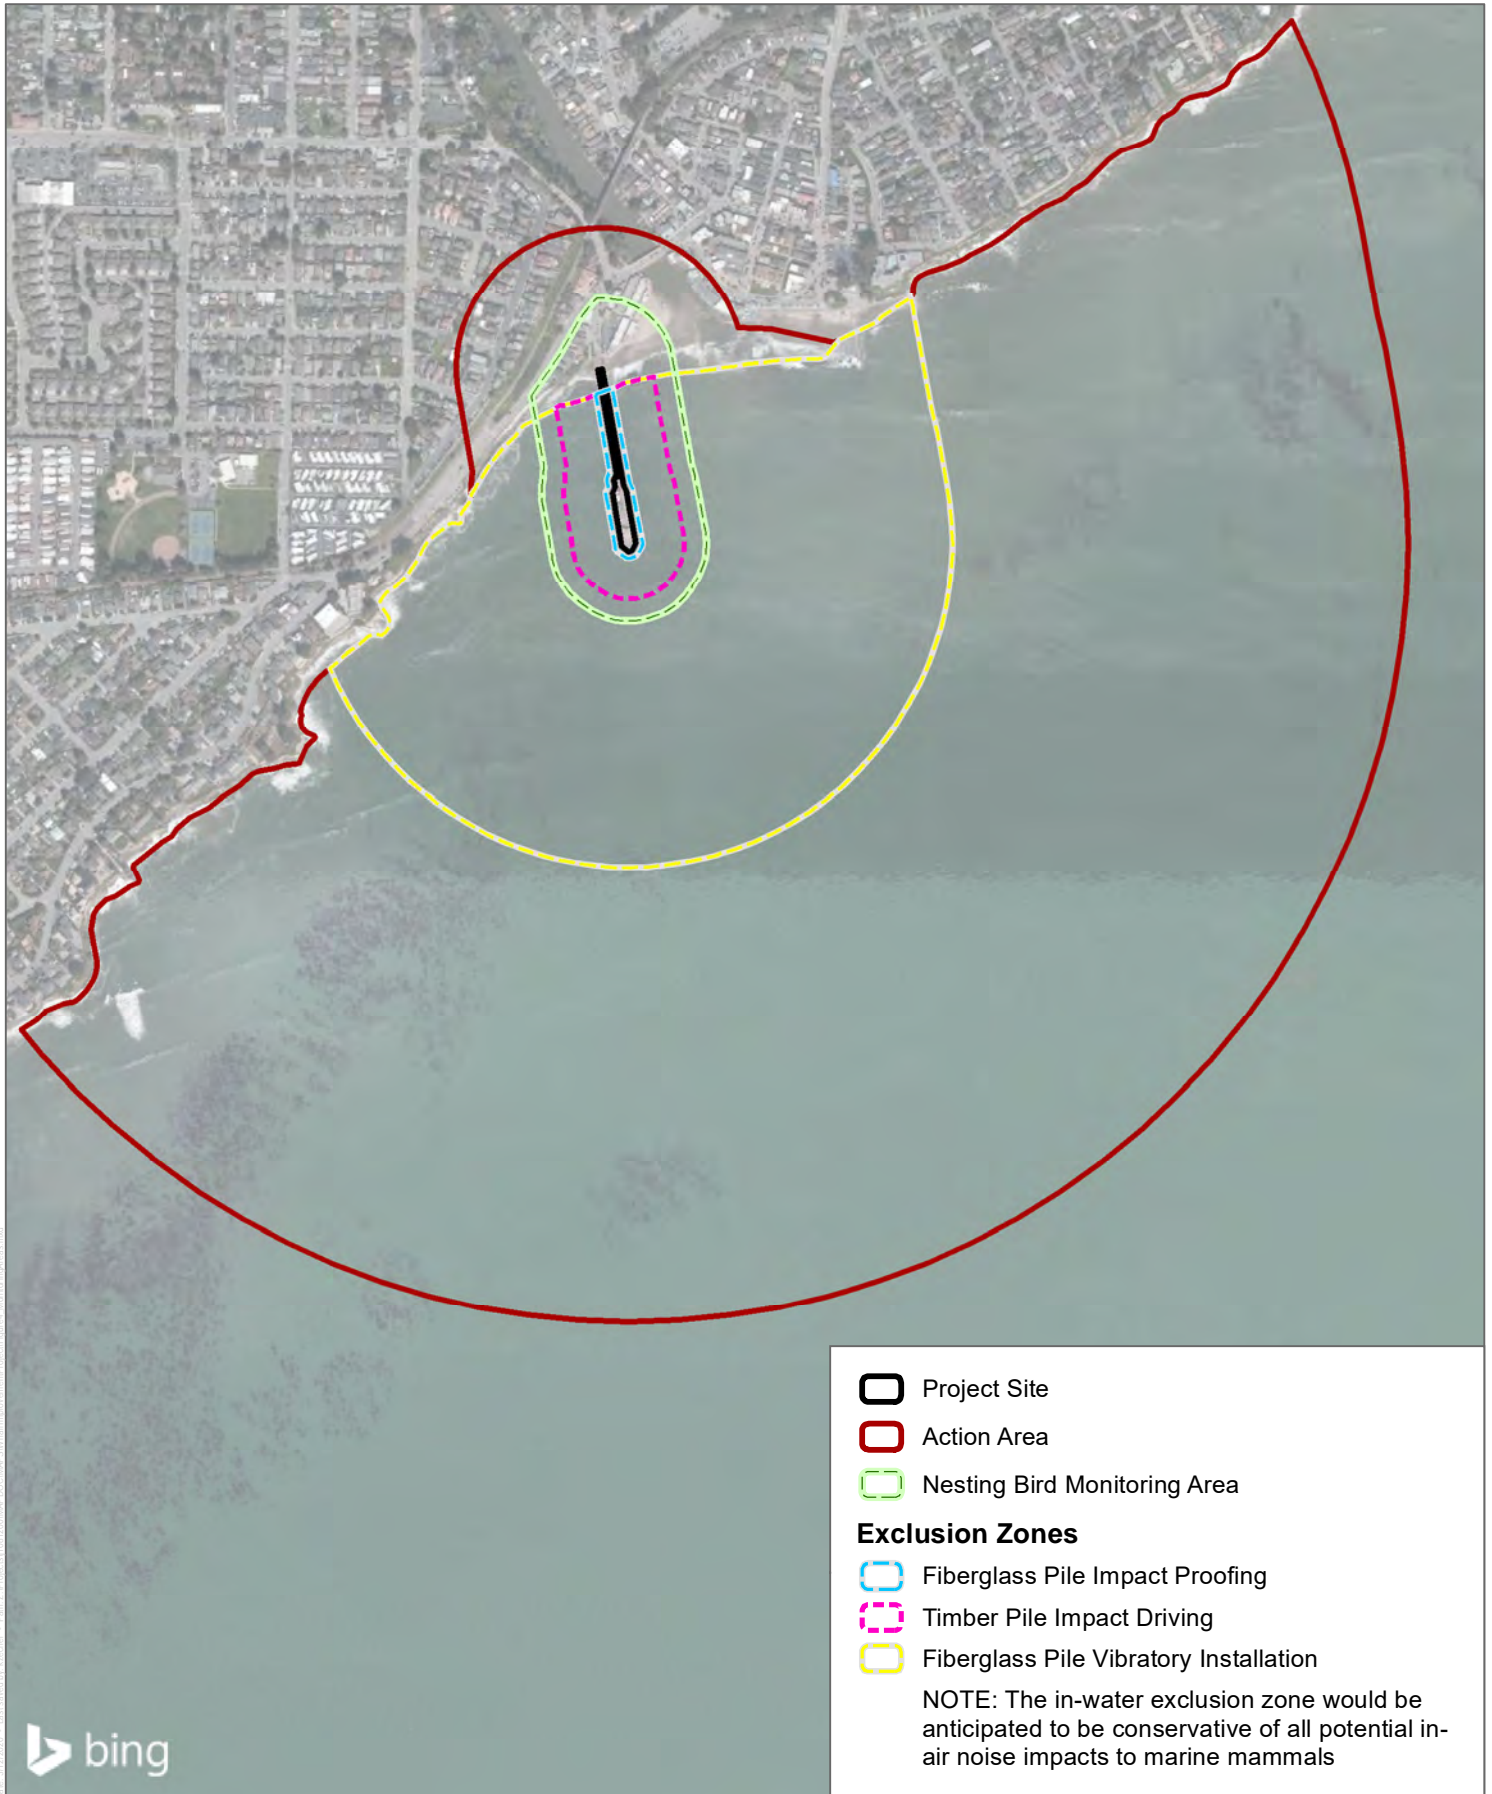 Project Site
Action Area
Nesting Bird Monitoring Area
Exclusion Zones
Fiberglass Pile Impact Proofing
Timber Pile Impact Driving
Fiberglass Pile Vibratory Installation
NOTE: The in-water exclusion zone would be
anticipated to be conservative of all potential in-
air noise impacts to marine mammals
bing